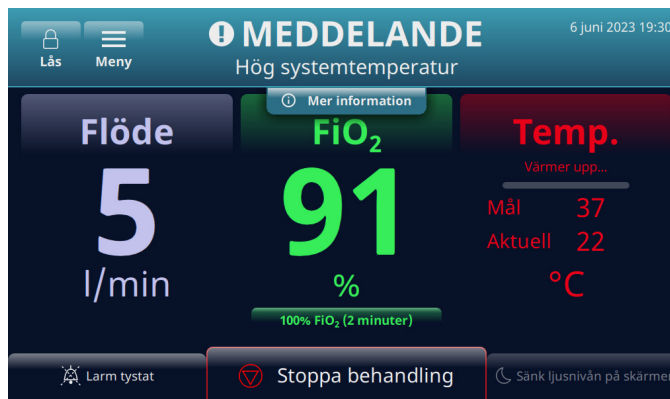 Lås
Meny
MEDDELANDE
6 juni 2023 19:30
Hög systemtemperatur
Mer information
Flöde
5
l/min
FiO₂
91
%
100% FiO₂ (2 minuter)
Temp.
Värmer upp...
Mål 37
Aktuell 22
°C
Larm tystat
Stoppa behandling
Sänk ljusnivån på skärmen